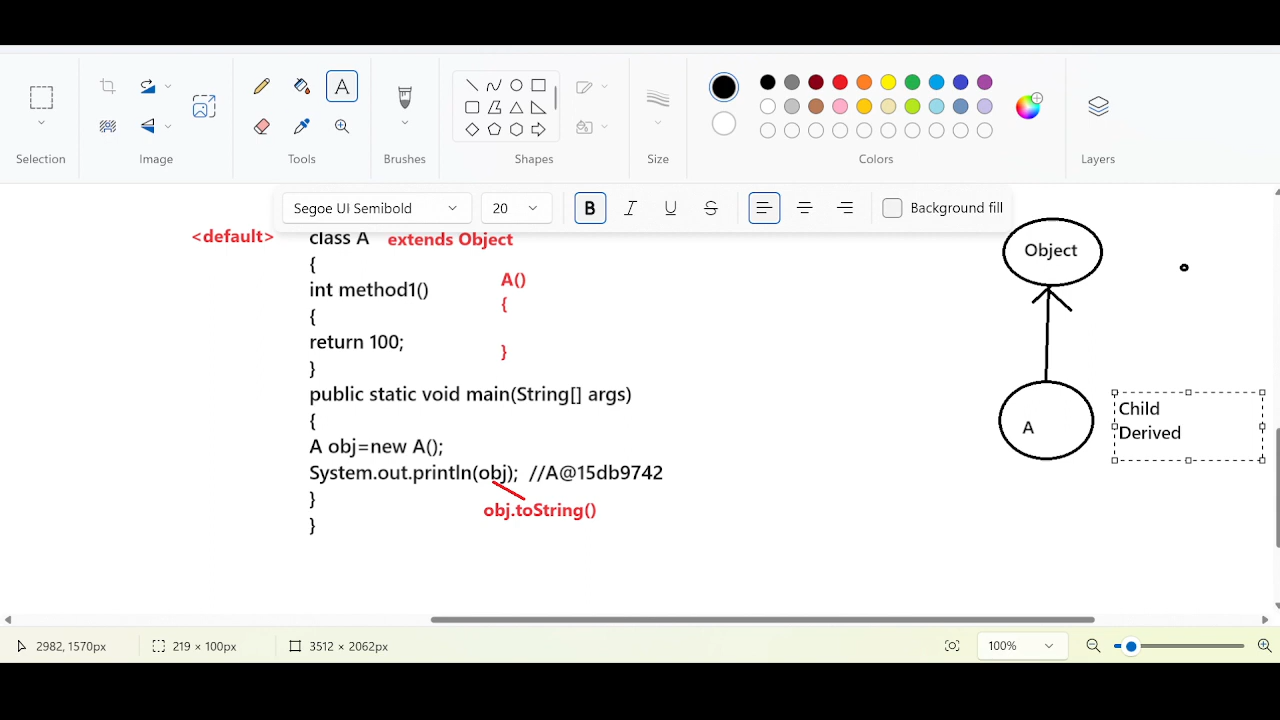 Selection
Image
Tools
Brushes
Shapes
Size
Colors
Layers
Segoe UI Semibold
20
B
I
U
S
Background fill
<default> class A extends Object
{
int method1()
A()
{
{
return 100;
}
}
public static void main(String[] args)
{
A obj=new A();
System.out.println(obj); //A@15db9742
}
obj.toString()
}
Object
A
Child
Derived
2982, 1570px
219 × 100px
3512 × 2062px
100%